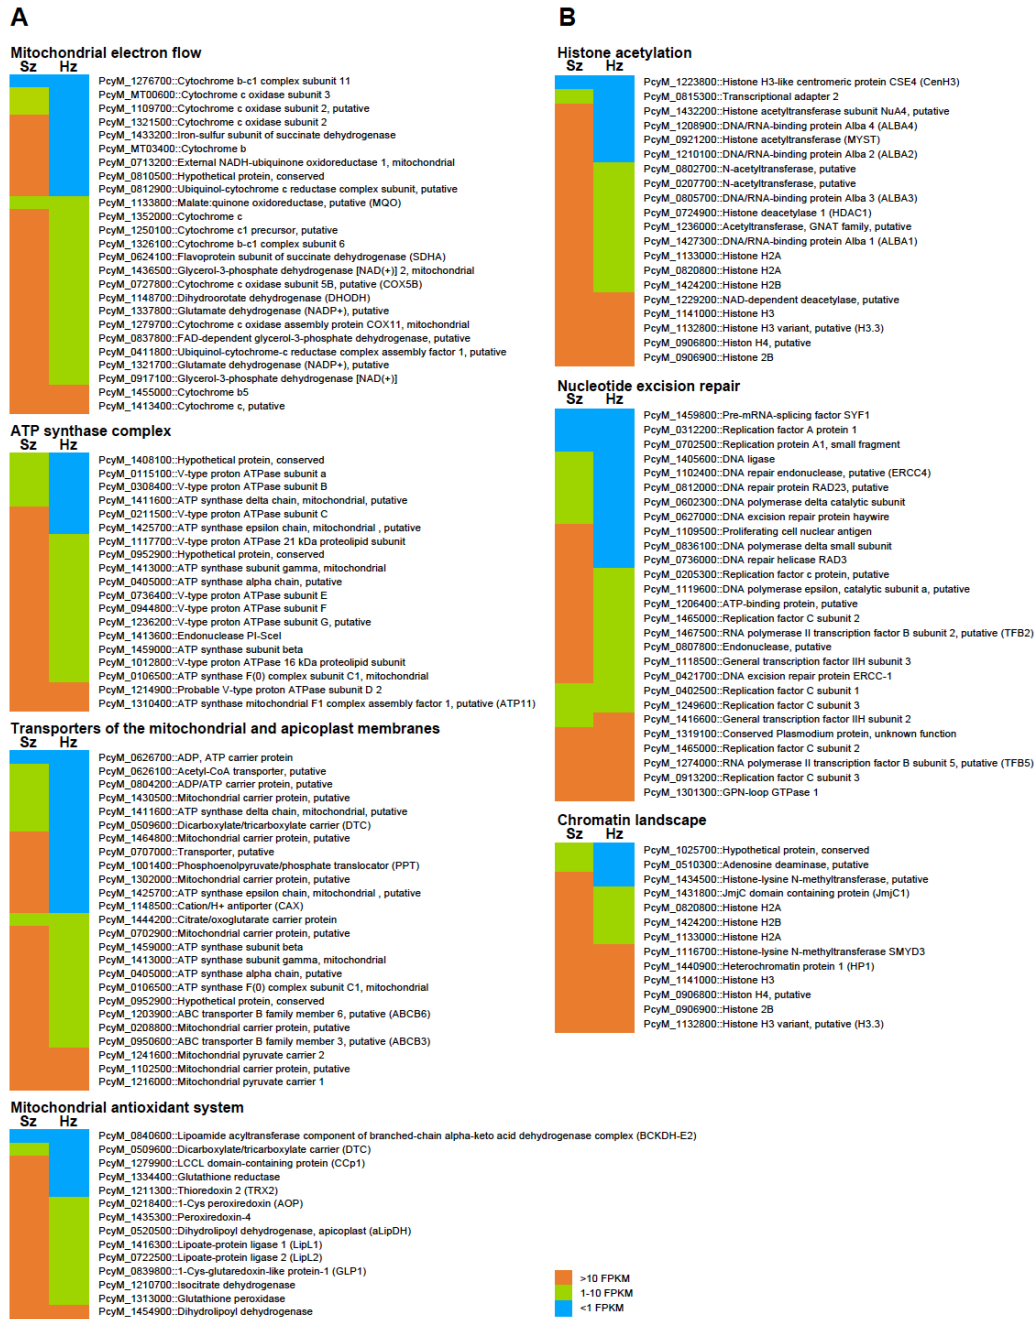 A
Mitochondrial electron flow
Sz Hz
PcyM_1276700::Cytochrome b-c1 complex subunit 11
PcyM_MT00600::Cytochrome c oxidase subunit 3
PcyM_1109700::Cytochrome c oxidase subunit 2, putative
PcyM_1321500::Cytochrome c oxidase subunit 2
PcyM_1433200::Iron-sulfur subunit of succinate dehydrogenase
PcyM_MT03400::Cytochrome b
PcyM_0713200::External NADH-ubiquinone oxidoreductase 1, mitochondrial
PcyM_0810500::Hypothetical protein, conserved
PcyM_0812900::Ubiquinol-cytochrome c reductase complex subunit, putative
PcyM_1133800::Malate:quinone oxidoreductase, putative (MQO)
PcyM_1352000::Cytochrome c
PcyM_1250100::Cytochrome c1 precursor, putative
PcyM_1326100::Cytochrome b-c1 complex subunit 6
PcyM_0624100::Flavoprotein subunit of succinate dehydrogenase (SDHA)
PcyM_1436500::Glycerol-3-phosphate dehydrogenase [NAD(+)] 2, mitochondrial
PcyM_0727800::Cytochrome c oxidase subunit 5B, putative (COX5B)
PcyM_1148700::Dihydroorotate dehydrogenase (DHODH)
PcyM_1337800::Glutamate dehydrogenase (NADP+), putative
PcyM_1279700::Cytochrome c oxidase assembly protein COX11, mitochondrial
PcyM_0837800::FAD-dependent glycerol-3-phosphate dehydrogenase, putative
PcyM_0411800::Ubiquinol-cytochrome-c reductase complex assembly factor 1, putative
PcyM_1321700::Glutamate dehydrogenase (NADP+), putative
PcyM_0917100::Glycerol-3-phosphate dehydrogenase [NAD(+)]
PcyM_1455000::Cytochrome b5
PcyM_1413400::Cytochrome c, putative
ATP synthase complex
Sz Hz
PcyM_1408100::Hypothetical protein, conserved
PcyM_0115100::V-type proton ATPase subunit a
PcyM_0308400::V-type proton ATPase subunit B
PcyM_1411600::ATP synthase delta chain, mitochondrial, putative
PcyM_0211500::V-type proton ATPase subunit C
PcyM_1425700::ATP synthase epsilon chain, mitochondrial , putative
PcyM_1117700::V-type proton ATPase 21 kDa proteolipid subunit
PcyM_0952900::Hypothetical protein, conserved
PcyM_1413000::ATP synthase subunit gamma, mitochondrial
PcyM_0405000::ATP synthase alpha chain, putative
PcyM_0736400::V-type proton ATPase subunit E
PcyM_0944800::V-type proton ATPase subunit F
PcyM_1236200::V-type proton ATPase subunit G, putative
PcyM_1413600::Endonuclease PI-SceI
PcyM_1459000::ATP synthase subunit beta
PcyM_1012800::V-type proton ATPase 16 kDa proteolipid subunit
PcyM_0106500::ATP synthase F(0) complex subunit C1, mitochondrial
PcyM_1214900::Probable V-type proton ATPase subunit D 2
PcyM_1310400::ATP synthase mitochondrial F1 complex assembly factor 1, putative (ATP11)
Transporters of the mitochondrial and apicoplast membranes
Sz Hz
PcyM_0626700::ADP, ATP carrier protein
PcyM_0626100::Acetyl-CoA transporter, putative
PcyM_0804200::ADP/ATP carrier protein, putative
PcyM_1430500::Mitochondrial carrier protein, putative
PcyM_1411600::ATP synthase delta chain, mitochondrial, putative
PcyM_0509600::Dicarboxylate/tricarboxylate carrier (DTC)
PcyM_1464800::Mitochondrial carrier protein, putative
PcyM_0707000::Transporter, putative
PcyM_1001400::Phosphoenolpyruvate/phosphate translocator (PPT)
PcyM_1302000::Mitochondrial carrier protein, putative
PcyM_1425700::ATP synthase epsilon chain, mitochondrial , putative
PcyM_1148500::Cation/H+ antiporter (CAX)
PcyM_1444200::Citrate/oxoglutarate carrier protein
PcyM_0702900::Mitochondrial carrier protein, putative
PcyM_1459000::ATP synthase subunit beta
PcyM_1413000::ATP synthase subunit gamma, mitochondrial
PcyM_0405000::ATP synthase alpha chain, putative
PcyM_0106500::ATP synthase F(0) complex subunit C1, mitochondrial
PcyM_0952900::Hypothetical protein, conserved
PcyM_1203900::ABC transporter B family member 6, putative (ABCB6)
PcyM_0208800::Mitochondrial carrier protein, putative
PcyM_0950600::ABC transporter B family member 3, putative (ABCB3)
PcyM_1241600::Mitochondrial pyruvate carrier 2
PcyM_1102500::Mitochondrial carrier protein, putative
PcyM_1216000::Mitochondrial pyruvate carrier 1
Mitochondrial antioxidant system
Sz Hz
PcyM_0840600::Lipoamide acyltransferase component of branched-chain alpha-keto acid dehydrogenase complex (BCKDH-E2)
PcyM_0509600::Dicarboxylate/tricarboxylate carrier (DTC)
PcyM_1279900::LCCL domain-containing protein (CCp1)
PcyM_1334400::Glutathione reductase
PcyM_1211300::Thioredoxin 2 (TRX2)
PcyM_0218400::1-Cys peroxiredoxin (AOP)
PcyM_1435300::Peroxiredoxin-4
PcyM_0520500::Dihydrolipoyl dehydrogenase, apicoplast (aLipDH)
PcyM_1416300::Lipoate-protein ligase 1 (LipL1)
PcyM_0722500::Lipoate-protein ligase 2 (LipL2)
PcyM_0839800::1-Cys-glutaredoxin-like protein-1 (GLP1)
PcyM_1210700::Isocitrate dehydrogenase
PcyM_1313000::Glutathione peroxidase
PcyM_1454900::Dihydrolipoyl dehydrogenase
B
Histone acetylation
Sz Hz
PcyM_1223800::Histone H3-like centromeric protein CSE4 (CenH3)
PcyM_0815300::Transcriptional adapter 2
PcyM_1432200::Histone acetyltransferase subunit NuA4, putative
PcyM_1208900::DNA/RNA-binding protein Alba 4 (ALBA4)
PcyM_0921200::Histone acetyltransferase (MYST)
PcyM_1210100::DNA/RNA-binding protein Alba 2 (ALBA2)
PcyM_0802700::N-acetyltransferase, putative
PcyM_0207700::N-acetyltransferase, putative
PcyM_0805700::DNA/RNA-binding protein Alba 3 (ALBA3)
PcyM_0724900::Histone deacetylase 1 (HDAC1)
PcyM_1236000::Acetyltransferase, GNAT family, putative
PcyM_1427300::DNA/RNA-binding protein Alba 1 (ALBA1)
PcyM_1133000::Histone H2A
PcyM_0820800::Histone H2A
PcyM_1424200::Histone H2B
PcyM_1229200::NAD-dependent deacetylase, putative
PcyM_1141000::Histone H3
PcyM_1132800::Histone H3 variant, putative (H3.3)
PcyM_0906800::Histon H4, putative
PcyM_0906900::Histone 2B
Nucleotide excision repair
Sz Hz
PcyM_1459800::Pre-mRNA-splicing factor SYF1
PcyM_0312200::Replication factor A protein 1
PcyM_0702500::Replication protein A1, small fragment
PcyM_1405600::DNA ligase
PcyM_1102400::DNA repair endonuclease, putative (ERCC4)
PcyM_0812000::DNA repair protein RAD23, putative
PcyM_0602300::DNA polymerase delta catalytic subunit
PcyM_0627000::DNA excision repair protein haywire
PcyM_1109500::Proliferating cell nuclear antigen
PcyM_0836100::DNA polymerase delta small subunit
PcyM_0736000::DNA repair helicase RAD3
PcyM_0205300::Replication factor c protein, putative
PcyM_1119600::DNA polymerase epsilon, catalytic subunit a, putative
PcyM_1206400::ATP-binding protein, putative
PcyM_1465000::Replication factor C subunit 2
PcyM_1467500::RNA polymerase II transcription factor B subunit 2, putative (TFB2)
PcyM_0807800::Endonuclease, putative
PcyM_1118500::General transcription factor IIH subunit 3
PcyM_0421700::DNA excision repair protein ERCC-1
PcyM_0402500::Replication factor C subunit 1
PcyM_1249600::Replication factor C subunit 3
PcyM_1416600::General transcription factor IIH subunit 2
PcyM_1319100::Conserved Plasmodium protein, unknown function
PcyM_1465000::Replication factor C subunit 2
PcyM_1274000::RNA polymerase II transcription factor B subunit 5, putative (TFB5)
PcyM_0913200::Replication factor C subunit 3
PcyM_1301300::GPN-loop GTPase 1
Chromatin landscape
Sz Hz
PcyM_1025700::Hypothetical protein, conserved
PcyM_0510300::Adenosine deaminase, putative
PcyM_1434500::Histone-lysine N-methyltransferase, putative
PcyM_1431800::JmjC domain containing protein (JmjC1)
PcyM_0820800::Histone H2A
PcyM_1424200::Histone H2B
PcyM_1133000::Histone H2A
PcyM_1116700::Histone-lysine N-methyltransferase SMYD3
PcyM_1440900::Heterochromatin protein 1 (HP1)
PcyM_1141000::Histone H3
PcyM_0906800::Histon H4, putative
PcyM_0906900::Histone 2B
PcyM_1132800::Histone H3 variant, putative (H3.3)
>10 FPKM
1-10 FPKM
<1 FPKM